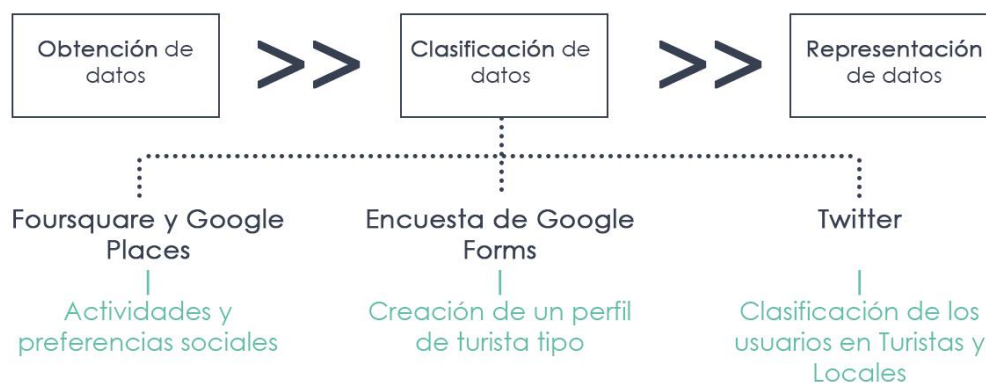 Obtención de
datos
>>
Clasificación de
datos
>>
Representación
de datos
Foursquare y Google
Places
Encuesta de Google
Forms
Twitter
Actividades y
preferencias sociales
Creación de un perfil
de turista tipo
Clasificación de los
usuarios en Turistas y
Locales